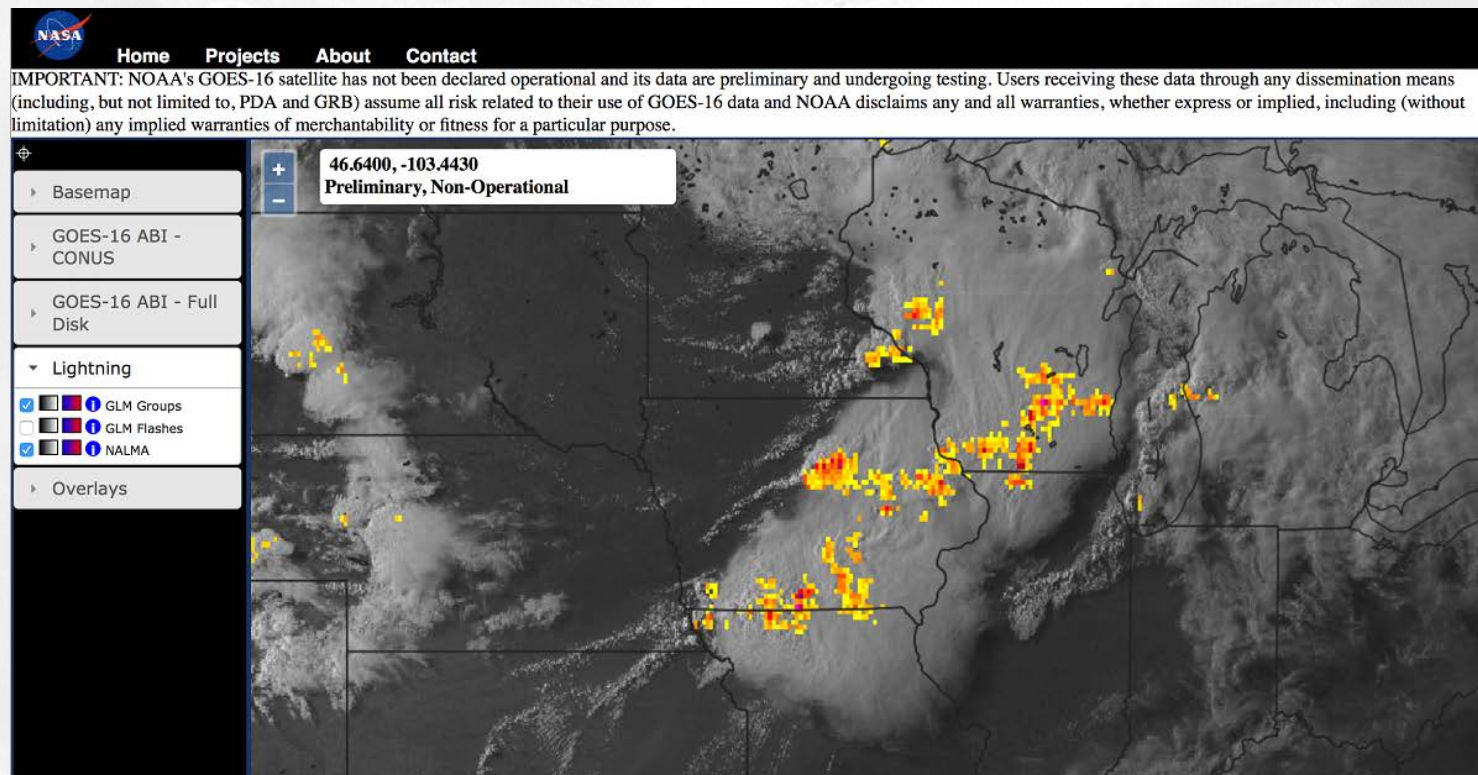 NASA
Home Projects About Contact
IMPORTANT: NOAA's GOES-16 satellite has not been declared operational and its data are preliminary and undergoing testing. Users receiving these data through any dissemination means
(including, but not limited to, PDA and GRB) assume all risk related to their use of GOES-16 data and NOAA disclaims any and all warranties, whether express or implied, including (without
limitation) any implied warranties of merchantability or fitness for a particular purpose.
+
46.6400, -103.4430
−
Preliminary, Non-Operational
Basemap
GOES-16 ABI -
CONUS
GOES-16 ABI - Full
Disk
Lightning
i GLM Groups
i GLM Flashes
i NALMA
Overlays